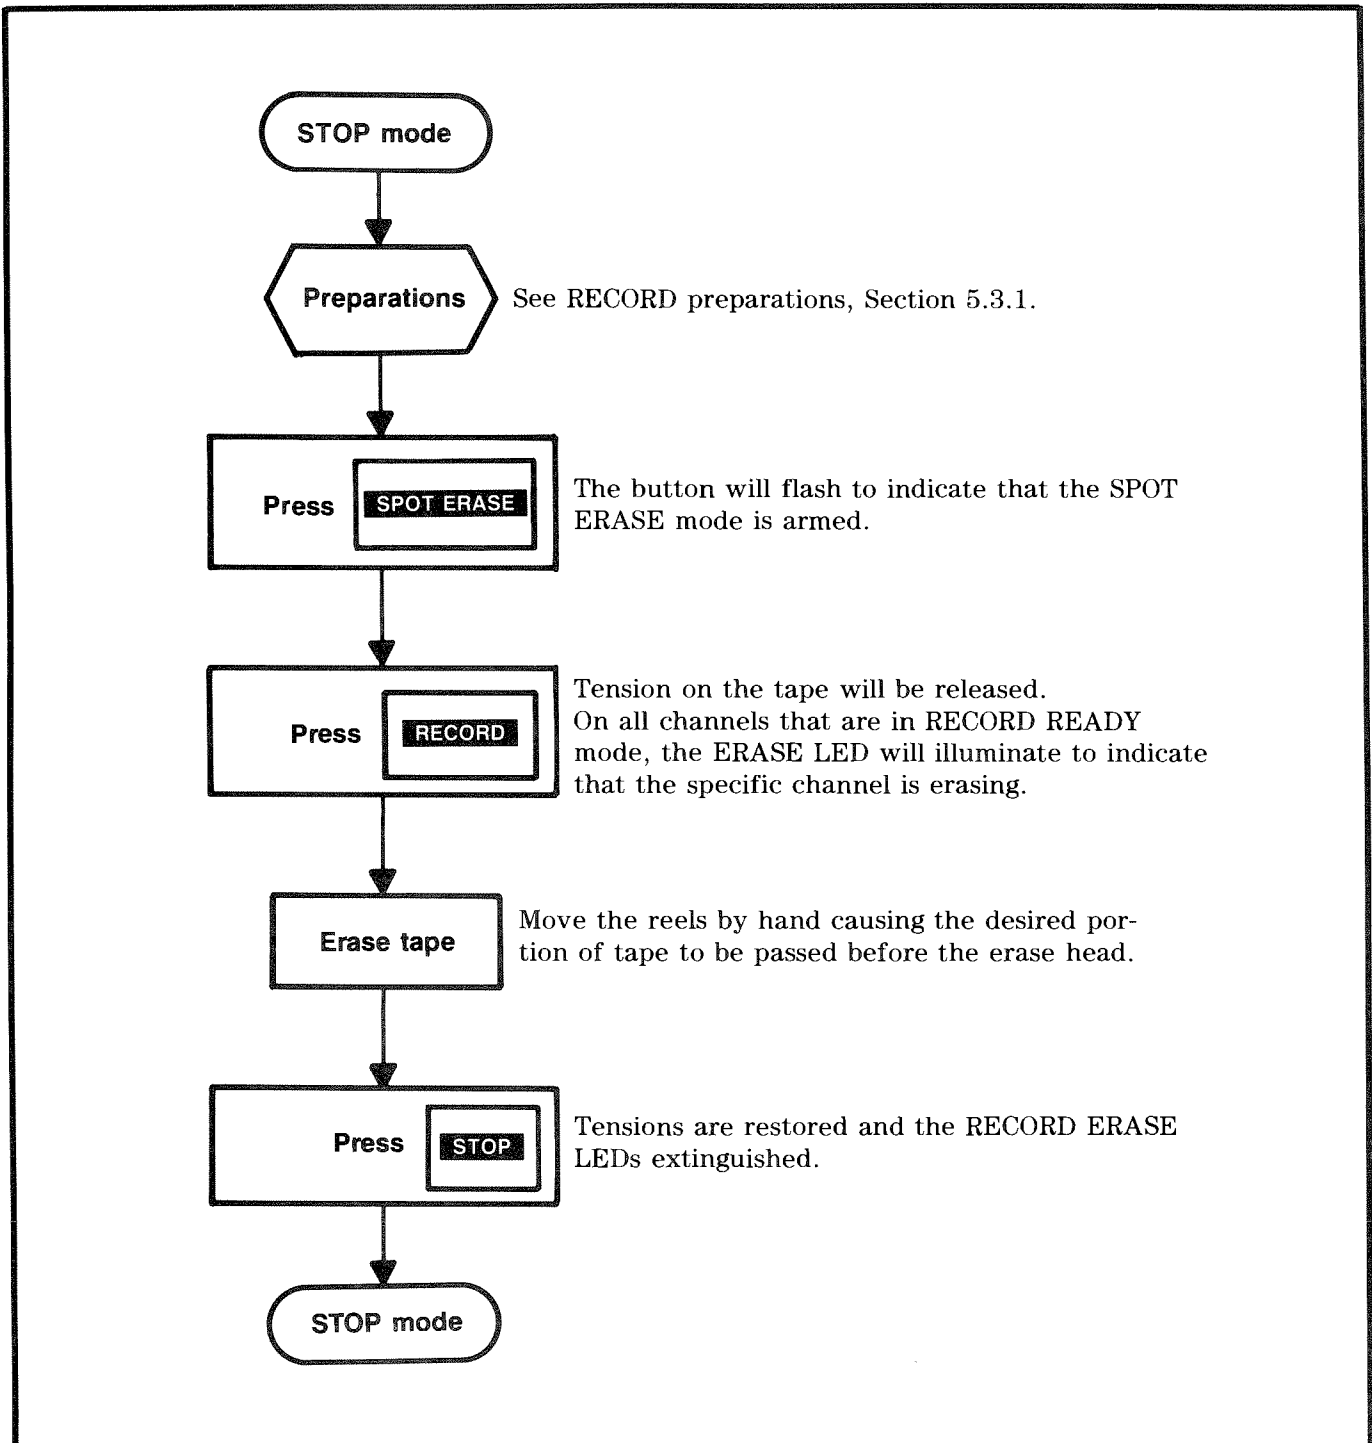 STOP mode
Preparations
See RECORD preparations, Section 5.3.1.
Press SPOT ERASE
The button will flash to indicate that the SPOT
ERASE mode is armed.
Press RECORD
Tension on the tape will be released.
On all channels that are in RECORD READY
mode, the ERASE LED will illuminate to indicate
that the specific channel is erasing.
Erase tape
Move the reels by hand causing the desired por-
tion of tape to be passed before the erase head.
Press STOP
Tensions are restored and the RECORD ERASE
LEDs extinguished.
STOP mode